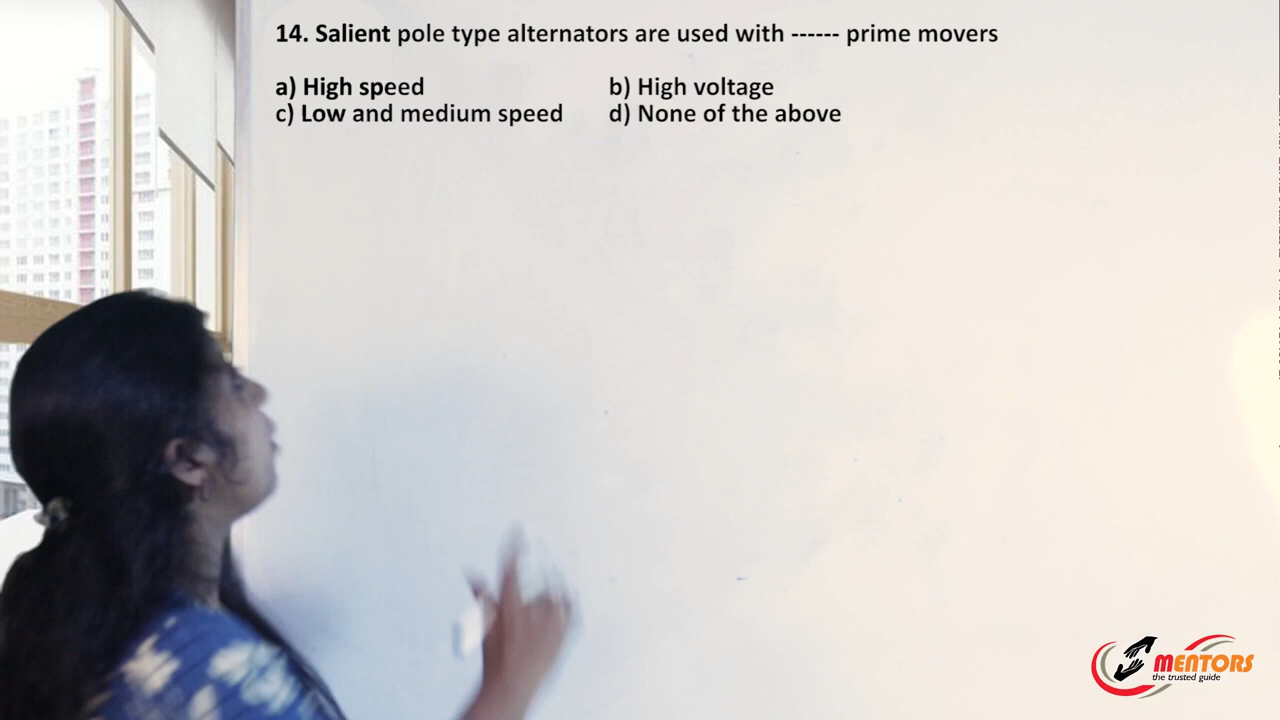 14. Salient pole type alternators are used with ------ prime movers
a) High speed b) High voltage
c) Low and medium speed d) None of the above
MENTORS
the trusted guide